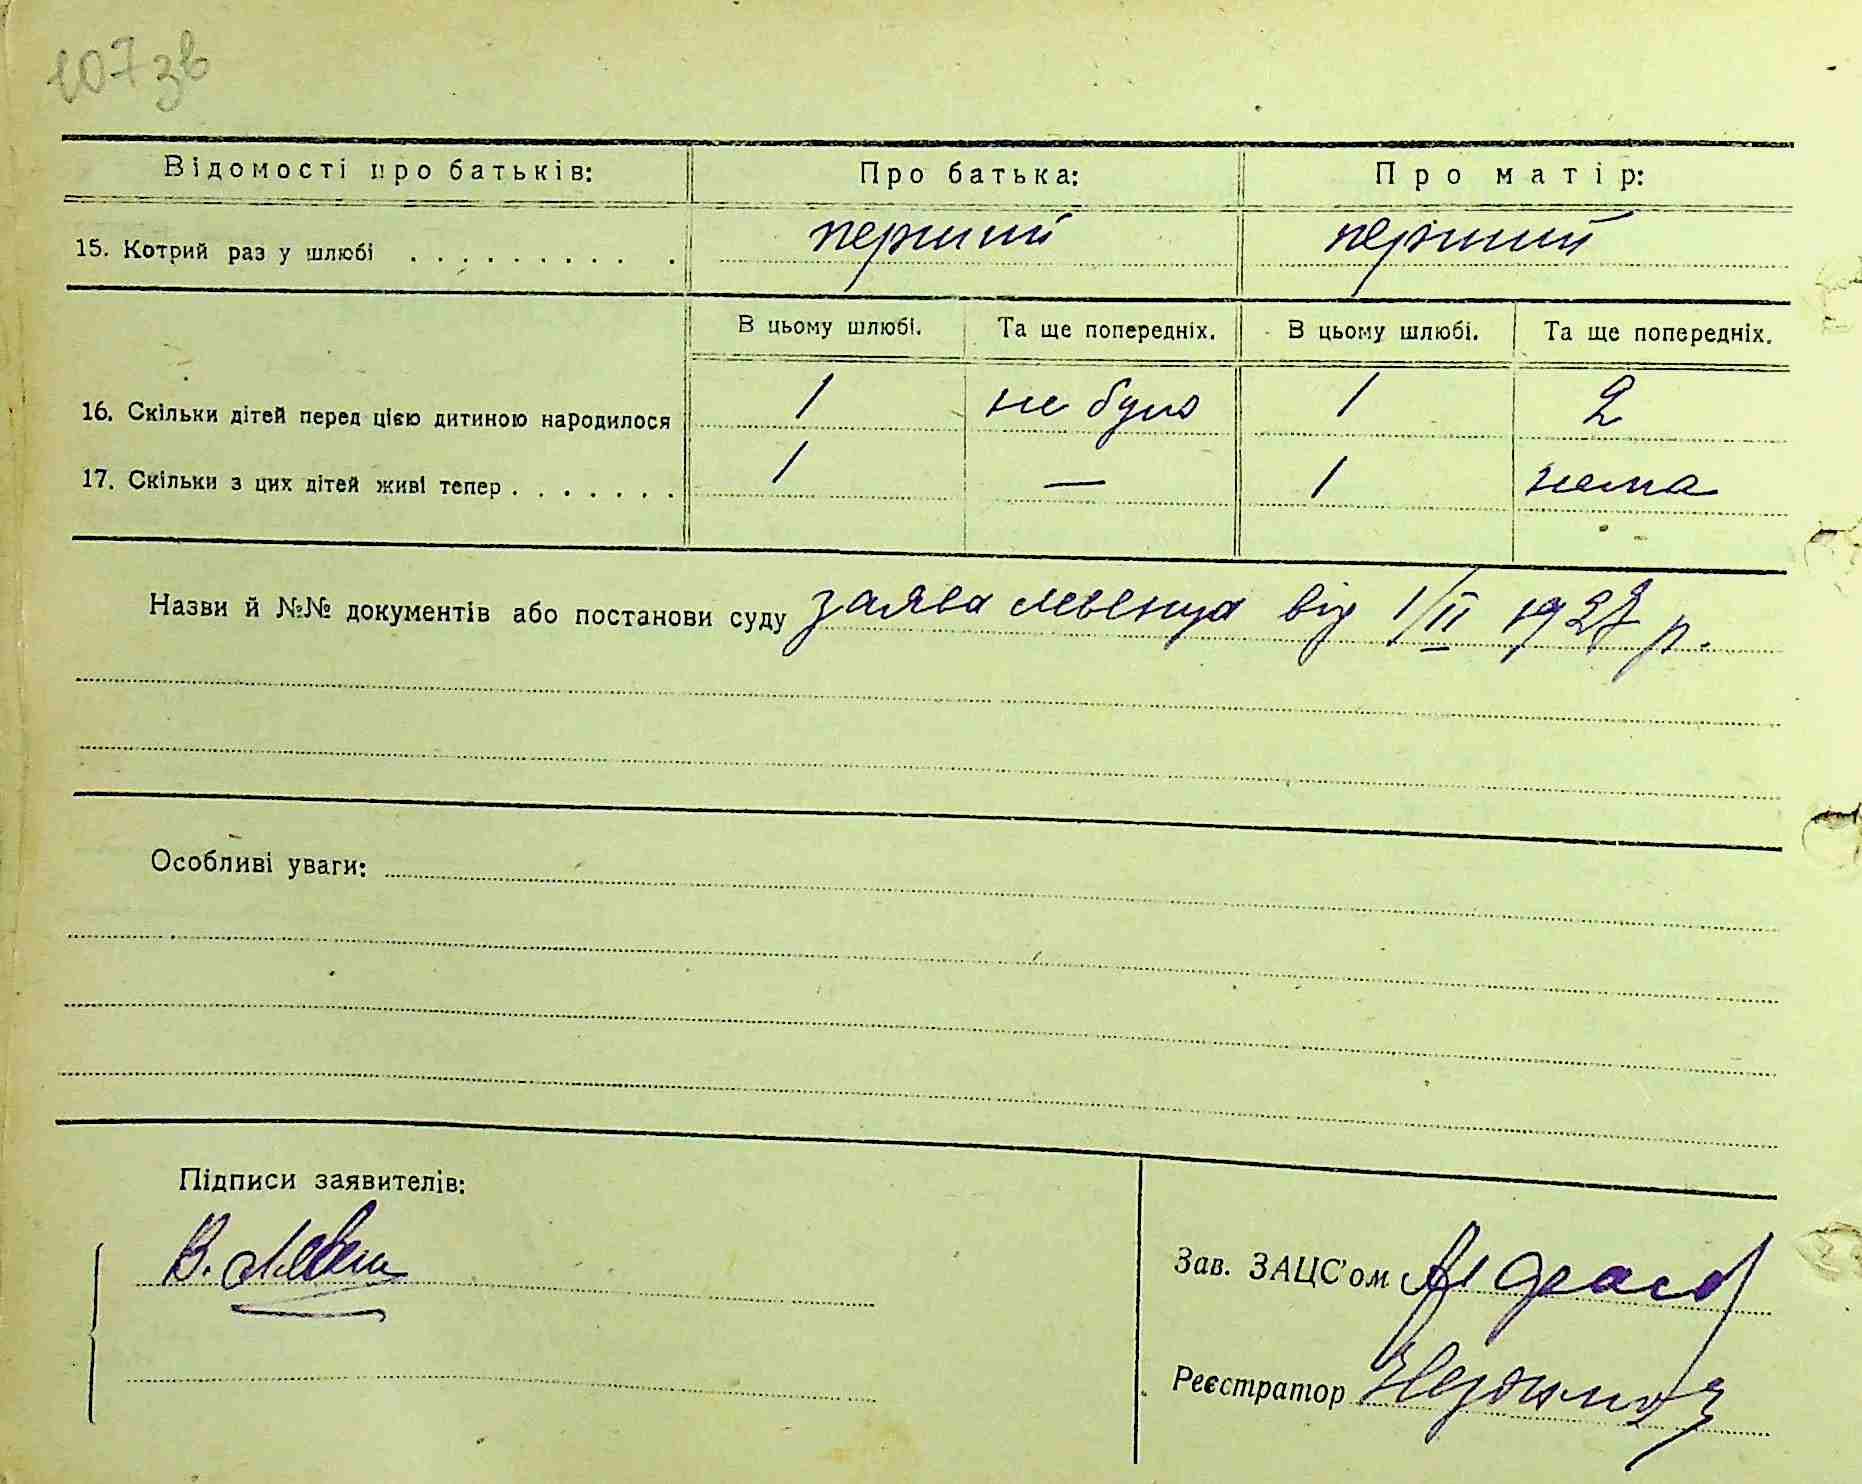 107 зв
Відомості про батьків: Про батька: Про матір:
15. Котрий раз у шлюбі . . . . . . . . . . перший перший
В цьому шлюбі. Та ще попередніх. В цьому шлюбі. Та ще попередніх.
16. Скільки дітей перед цією дитиною народилося 1 не було 1 2
17. Скільки з цих дітей живі тепер . . . . . . . 1 — 1 нема
Назви й №№ документів або постанови суду заява від 1/II 1927 р.
Особливі уваги:
Підписи заявителів:
В. Левен
Зав. ЗАЦС'ом
Реєстратор